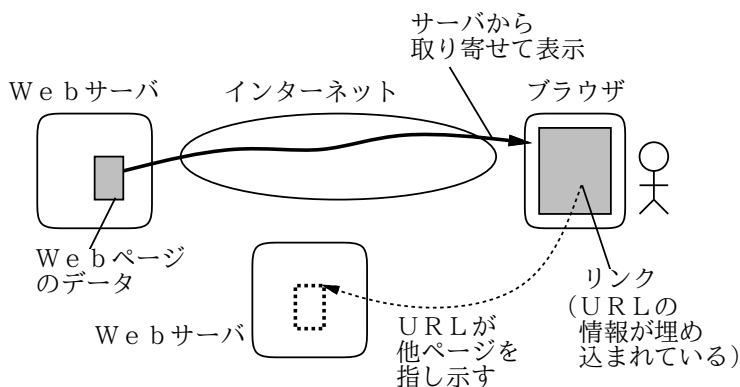 サーバから
取り寄せて表示
Ｗｅｂサーバ
インターネット
ブラウザ
Ｗｅｂページ
のデータ
リンク
（ＵＲＬの
情報が埋め
込まれている）
Ｗｅｂサーバ
ＵＲＬが
他ページを
指し示す